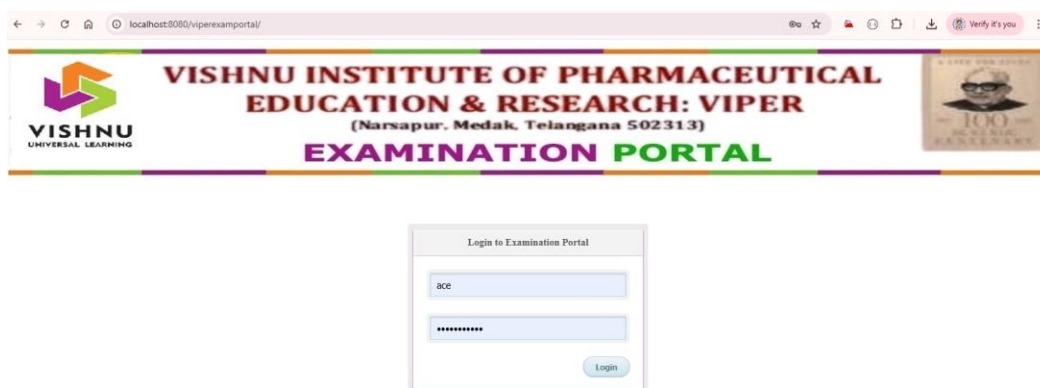 localhost:8080/viperexamportal/
Verify it's you
VISHNU
UNIVERSAL LEARNING
VISHNU INSTITUTE OF PHARMACEUTICAL
EDUCATION & RESEARCH: VIPER
(Narsapur, Medak, Telangana 502313)
EXAMINATION PORTAL
100
CENTENARY
Login to Examination Portal
ace
•••••••••••
Login